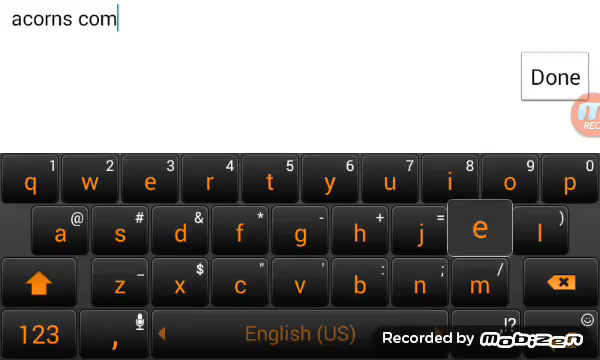 acorns com
Done
REC
q 1 w 2 e 3 r 4 t 5 y 6 u 7 i 8 o 9 p 0
a @ s # d & f * g - h + j = e l )
z _ x $ c " v ' b : n ; m /
123 , English (US) .,!?
Recorded by mobizen